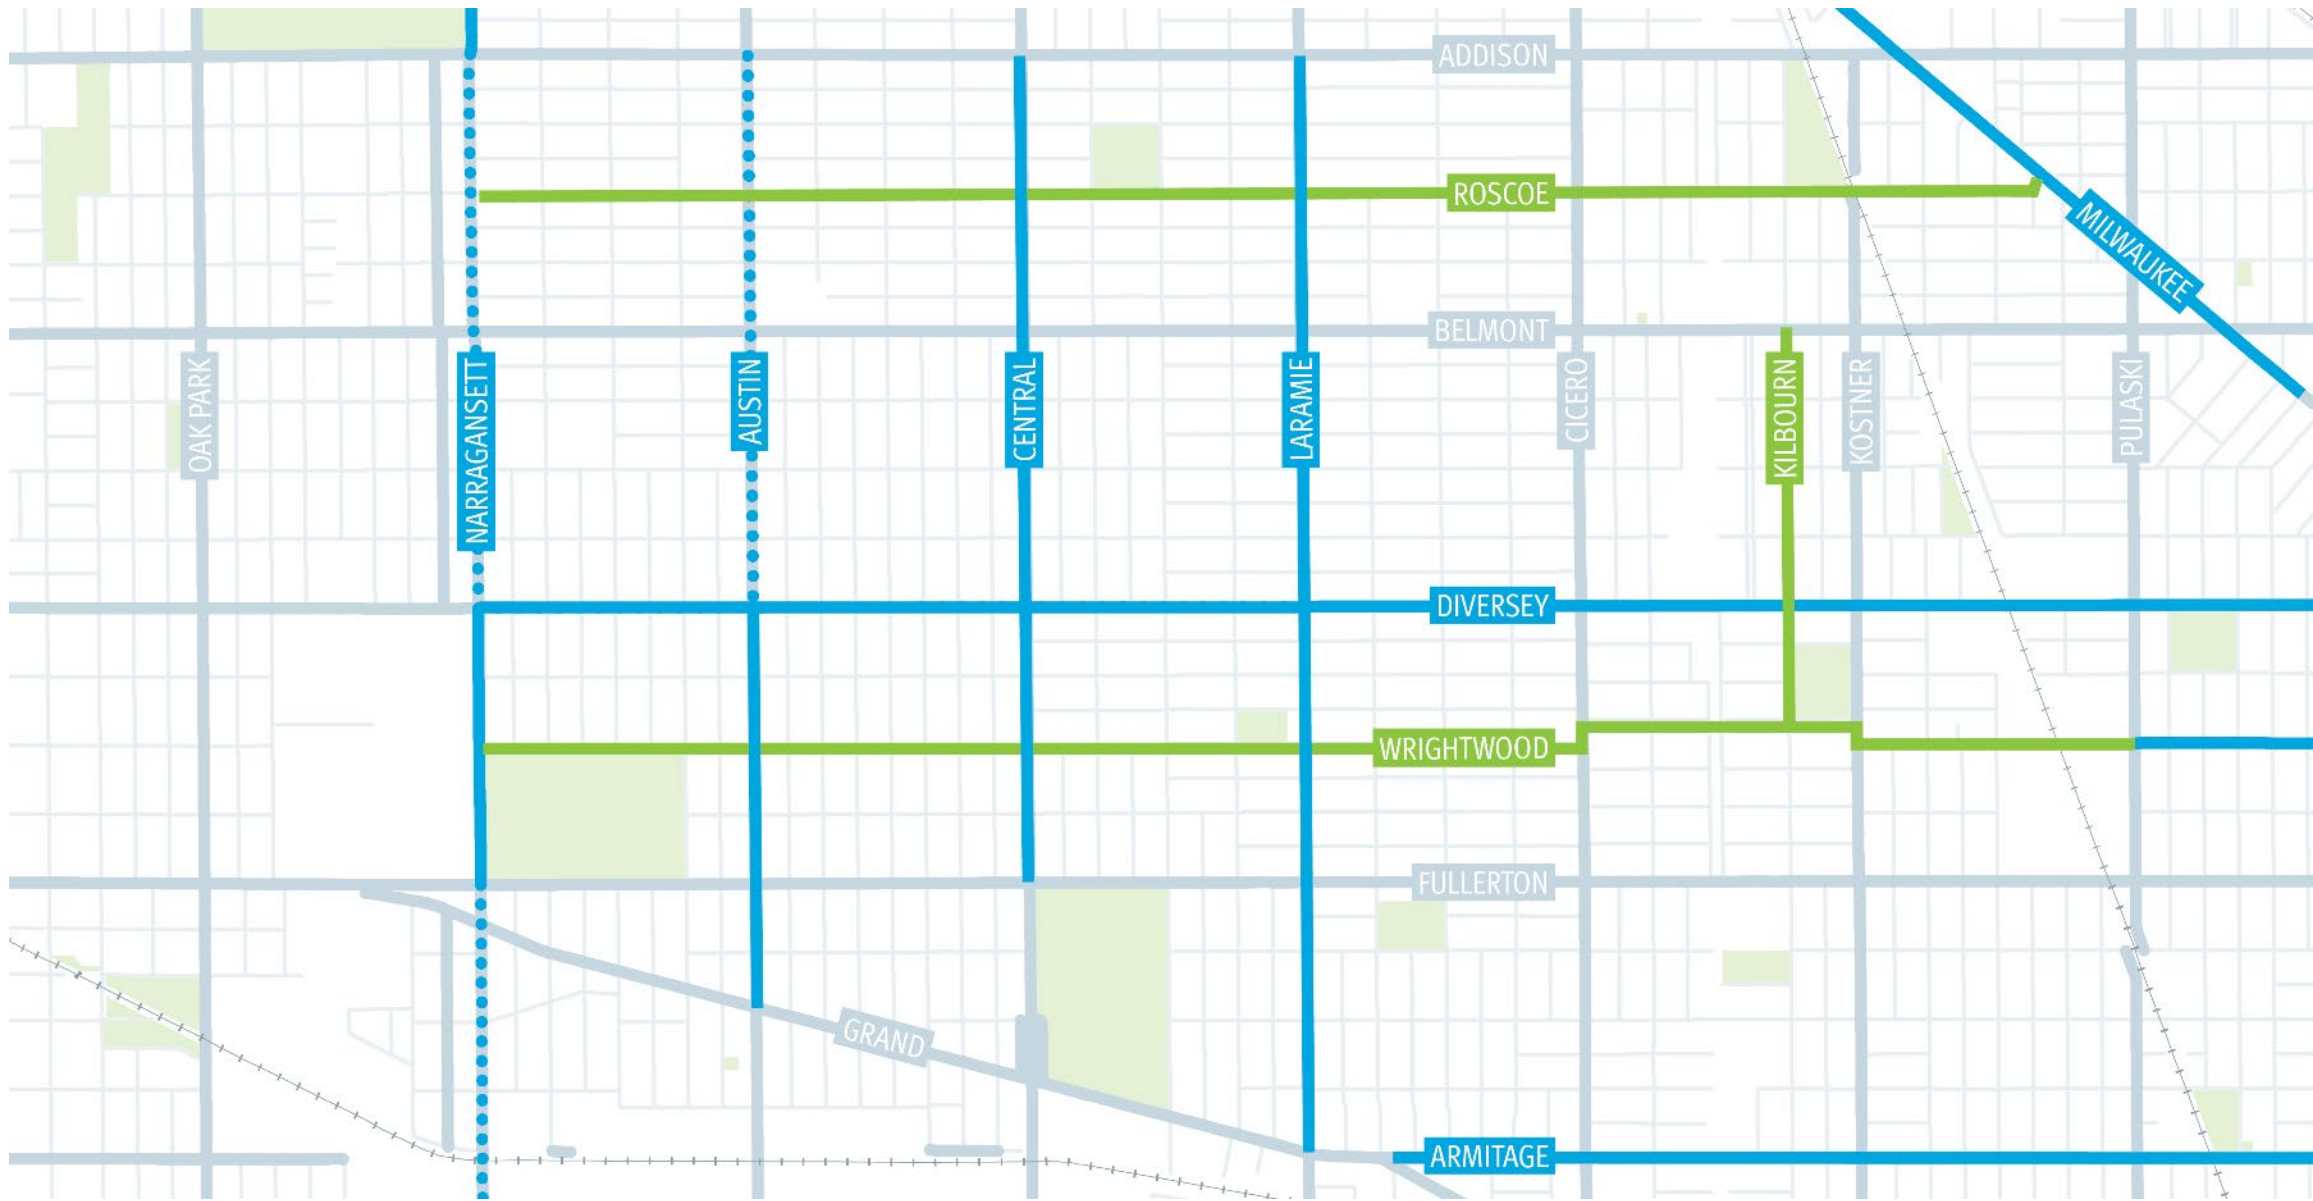 ADDISON
ROSCOE
MILWAUKEE
BELMONT
OAK PARK
NARRAGANSETT
AUSTIN
CENTRAL
LARAMIE
CICERO
KILBOURN
KOSTNER
PULASKI
DIVERSEY
WRIGHTWOOD
FULLERTON
GRAND
ARMITAGE